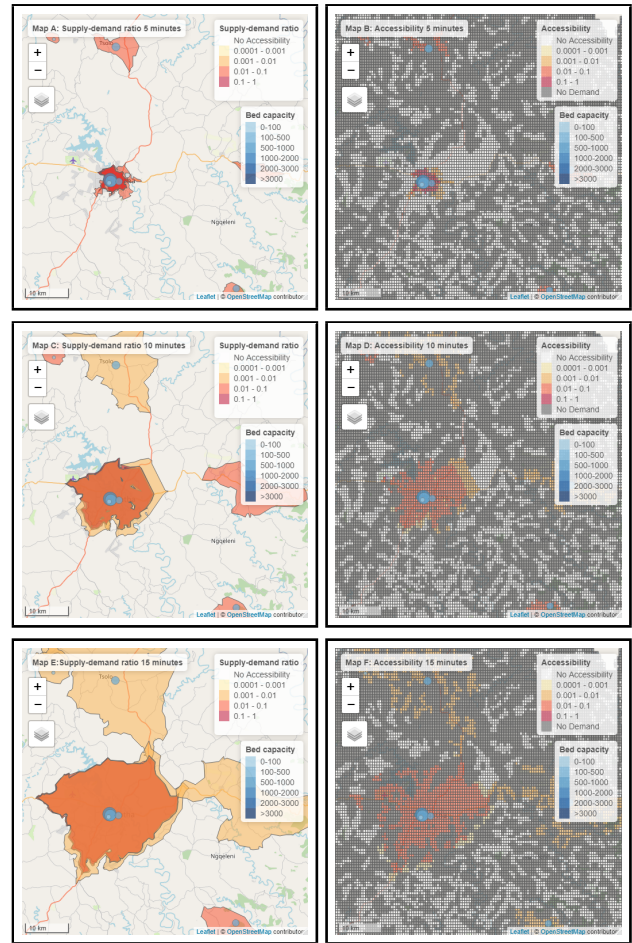 Map A: Supply-demand ratio 5 minutes
Supply-demand ratio
No Accessibility
0.0001 - 0.001
0.001 - 0.01
0.01 - 0.1
0.1 - 1
+
−
Tsolo
Bed capacity
0-100
100-500
500-1000
1000-2000
2000-3000
>3000
Ngqeleni
10 km
Leaflet | © OpenStreetMap contributor
Map B: Accessibility 5 minutes
Accessibility
No Accessibility
0.0001 - 0.001
0.001 - 0.01
0.01 - 0.1
0.1 - 1
No Demand
+
−
Bed capacity
0-100
100-500
500-1000
1000-2000
2000-3000
>3000
10 km
Leaflet | © OpenStreetMap contributor
Map C: Supply-demand ratio 10 minutes
Supply-demand ratio
No Accessibility
0.0001 - 0.001
0.001 - 0.01
0.01 - 0.1
0.1 - 1
+
−
Tsolo
Bed capacity
0-100
100-500
500-1000
1000-2000
2000-3000
>3000
Ngqeleni
10 km
Leaflet | © OpenStreetMap contributor
Map D: Accessibility 10 minutes
Accessibility
No Accessibility
0.0001 - 0.001
0.001 - 0.01
0.01 - 0.1
0.1 - 1
No Demand
+
−
Bed capacity
0-100
100-500
500-1000
1000-2000
2000-3000
>3000
10 km
Leaflet | © OpenStreetMap contributor
Map E:Supply-demand ratio 15 minutes
Supply-demand ratio
No Accessibility
0.0001 - 0.001
0.001 - 0.01
0.01 - 0.1
0.1 - 1
+
−
Tsolo
Bed capacity
0-100
100-500
500-1000
1000-2000
2000-3000
>3000
Ngqeleni
10 km
Leaflet | © OpenStreetMap contributor
Map F: Accessibility 15 minutes
Accessibility
No Accessibility
0.0001 - 0.001
0.001 - 0.01
0.01 - 0.1
0.1 - 1
No Demand
+
−
Bed capacity
0-100
100-500
500-1000
1000-2000
2000-3000
>3000
10 km
Leaflet | © OpenStreetMap contributor